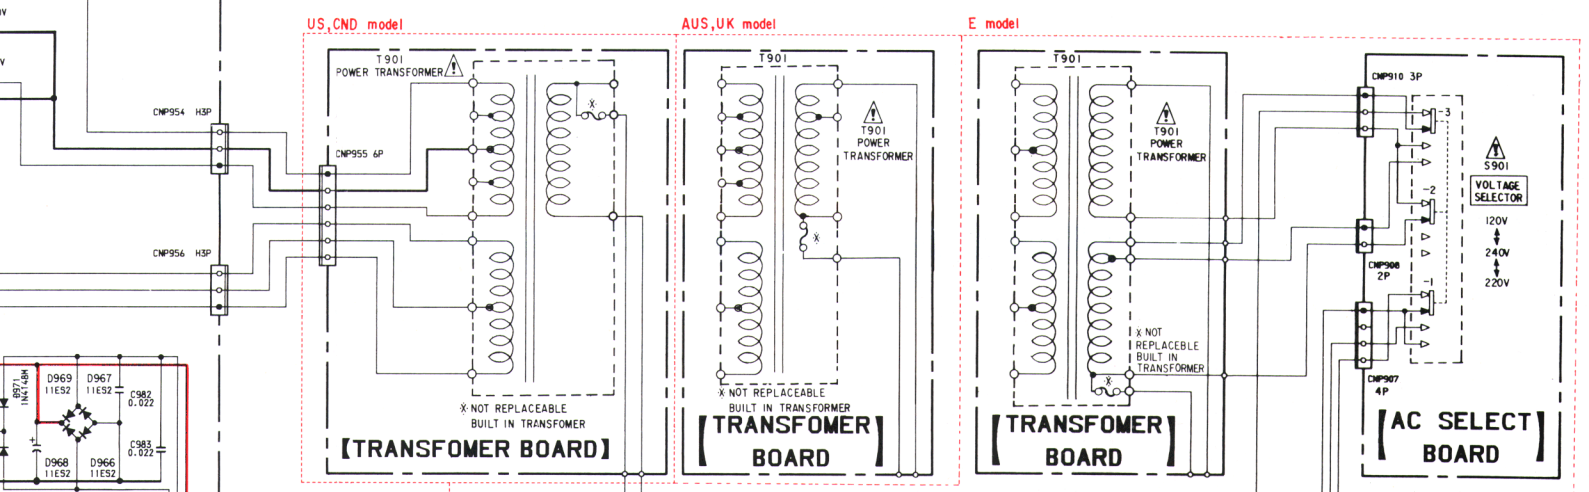 0V
V
CNP954 H3P
CNP956 H3P
D971
1N4148M
D969
11ES2
D967
11ES2
C982
0.022
C983
0.022
+
D968
11ES2
D966
11ES2
US,CND model
T901
POWER TRANSFORMER
!
CNP955 6P
※
※ NOT REPLACEABLE
BUILT IN TRANSFOMER
【TRANSFOMER BOARD】
AUS,UK model
T901
!
T901
POWER
TRANSFORMER
※
※ NOT REPLACEABLE
BUILT IN TRANSFORMER
【TRANSFOMER
BOARD】
E model
T901
!
T901
POWER
TRANSFORMER
※ NOT
REPLACEBLE
BUILT IN
TRANSFORMER
※
【TRANSFOMER
BOARD】
CNP910 3P
-3
-2
-1
CNP908
2P
CNP907
4P
!
S901
VOLTAGE
SELECTOR
120V
240V
220V
【AC SELECT
BOARD】